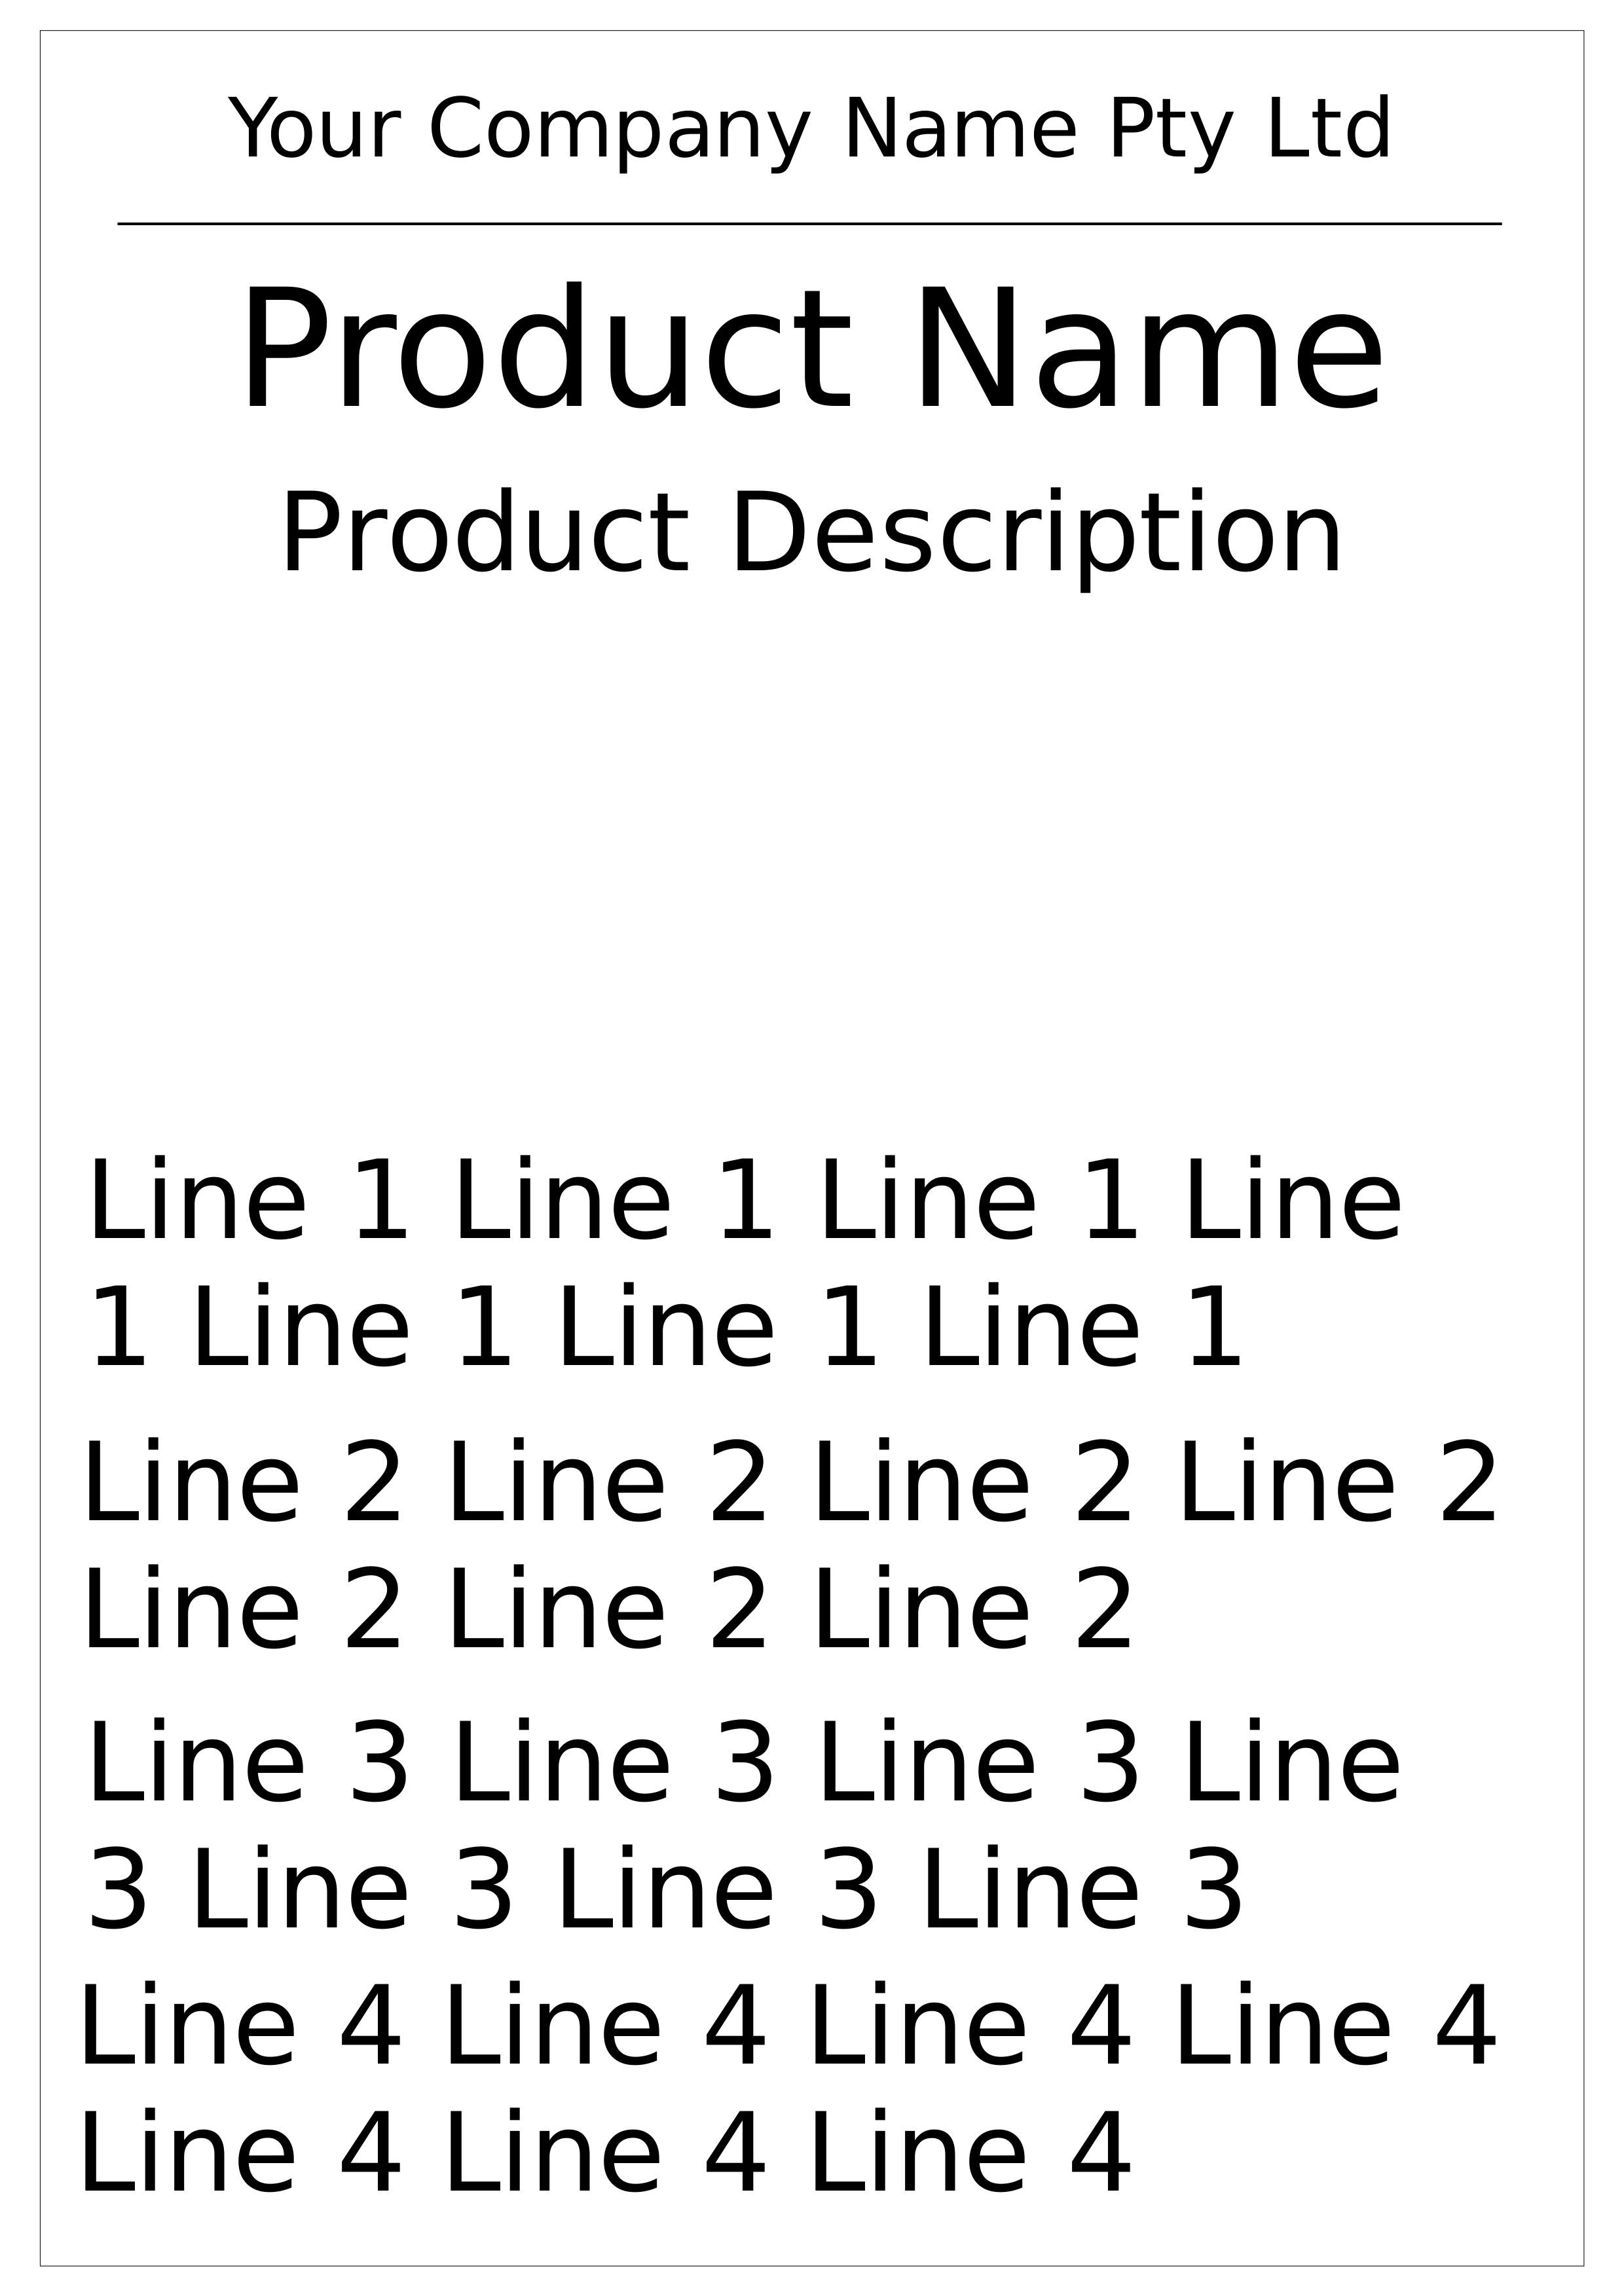 Your Company Name Pty Ltd
Product Name
Product Description
Line 1 Line 1 Line 1 Line
1 Line 1 Line 1 Line 1
Line 2 Line 2 Line 2 Line 2
Line 2 Line 2 Line 2
Line 3 Line 3 Line 3 Line
3 Line 3 Line 3 Line 3
Line 4 Line 4 Line 4 Line 4
Line 4 Line 4 Line 4